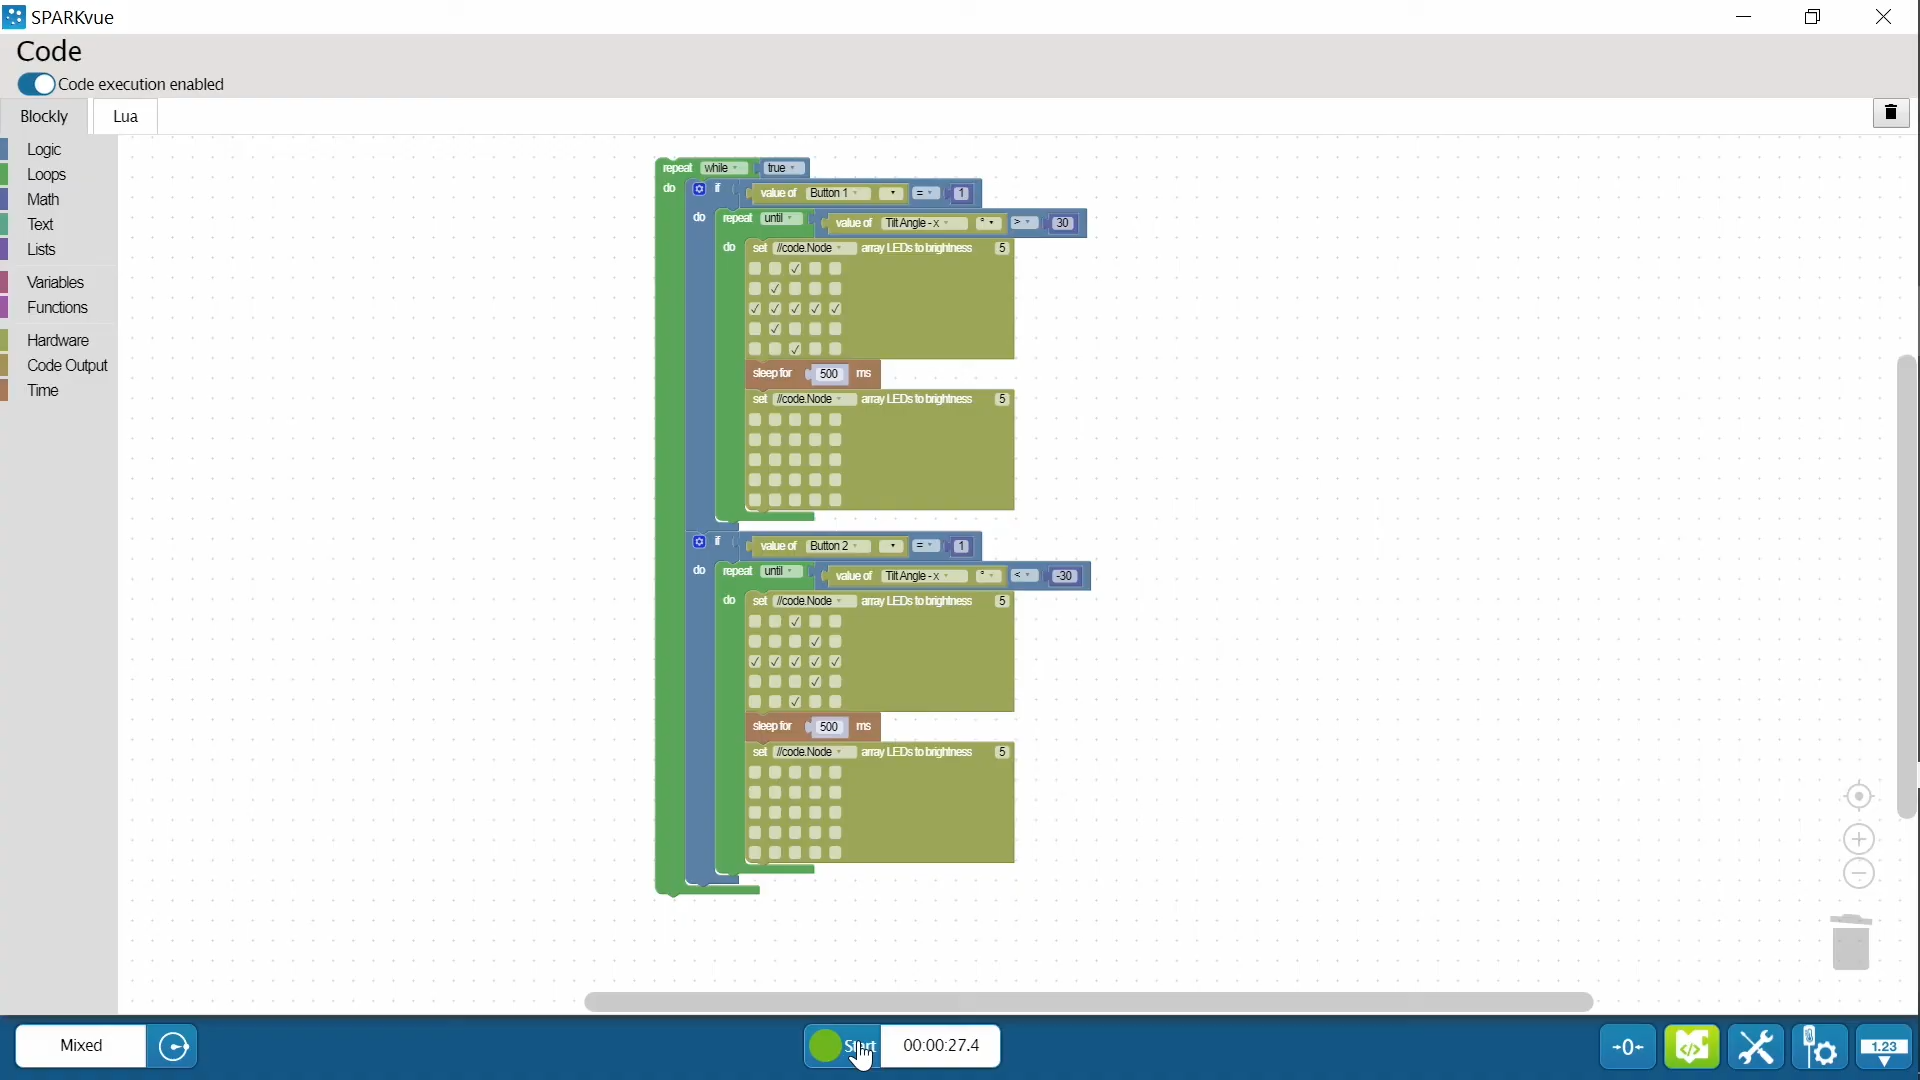 SPARKvue
Code
Code execution enabled
Blockly
Lua
Logic
Loops
Math
Text
Lists
Variables
Functions
Hardware
Code Output
Time
repeat while true
do if value of Button 1 = 1
do repeat until value of Tilt Angle - x ° > 30
do set //code.Node array LEDs to brightness 5
sleep for 500 ms
set //code.Node array LEDs to brightness 5
if value of Button 2 = 1
do repeat until value of Tilt Angle - x ° < -30
do set //code.Node array LEDs to brightness 5
sleep for 500 ms
set //code.Node array LEDs to brightness 5
Mixed
Start
00:00:27.4
→0←
</>
1.23